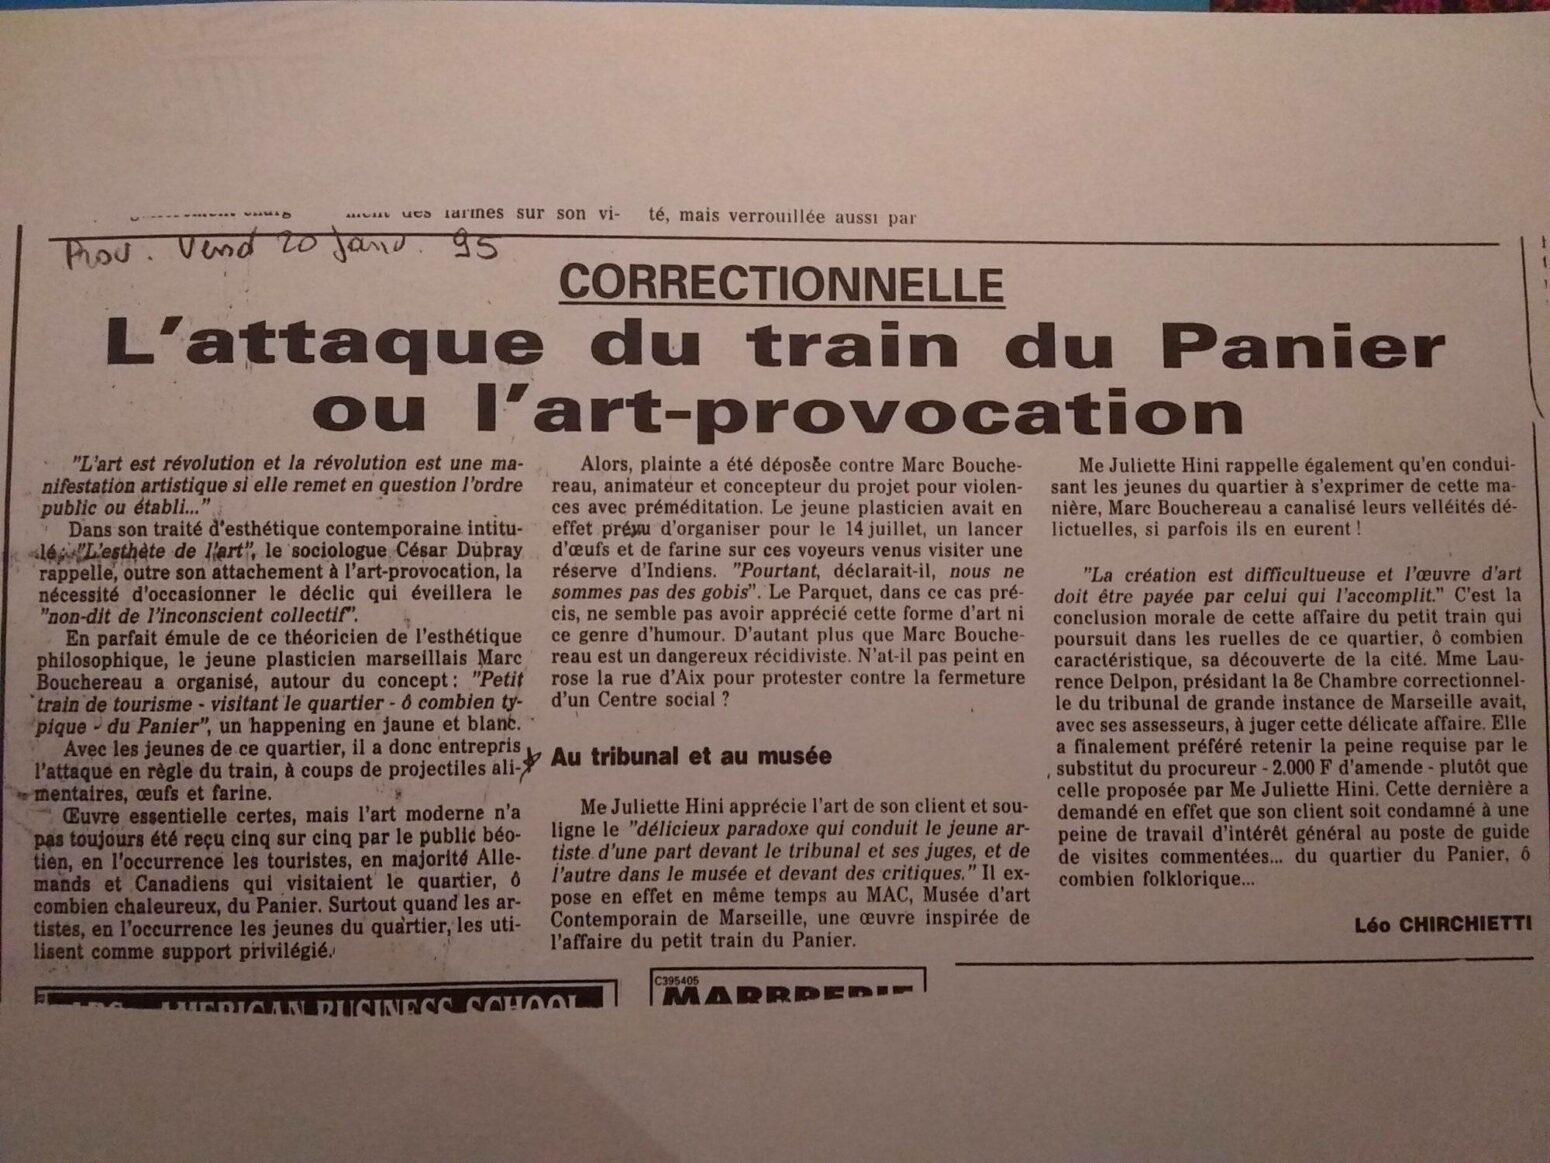 des farines sur son vi-
té, mais verrouillée aussi par
Prov. Vend 20 Janv. 95
CORRECTIONNELLE
L'attaque du train du Panier
ou l'art-provocation
"L'art est révolution et la révolution est une ma-
nifestation artistique si elle remet en question l'ordre
public ou établi..."
Dans son traité d'esthétique contemporaine intitu-
lé, "L'esthète de l'art", le sociologue César Dubray
rappelle, outre son attachement à l'art-provocation, la
nécessité d'occasionner le déclic qui éveillera le
"non-dit de l'inconscient collectif".
En parfait émule de ce théoricien de l'esthétique
philosophique, le jeune plasticien marseillais Marc
Bouchereau a organisé, autour du concept : "Petit
train de tourisme - visitant le quartier - ô combien ty-
pique - du Panier", un happening en jaune et blanc.
Avec les jeunes de ce quartier, il a donc entrepris
l'attaque en règle du train, à coups de projectiles ali-
mentaires, œufs et farine.
Œuvre essentielle certes, mais l'art moderne n'a
pas toujours été reçu cinq sur cinq par le public béo-
tien, en l'occurrence les touristes, en majorité Alle-
mands et Canadiens qui visitaient le quartier, ô
combien chaleureux, du Panier. Surtout quand les ar-
tistes, en l'occurrence les jeunes du quartier, les uti-
lisent comme support privilégié.
Alors, plainte a été déposée contre Marc Bouche-
reau, animateur et concepteur du projet pour violen-
ces avec préméditation. Le jeune plasticien avait en
effet prévu d'organiser pour le 14 juillet, un lancer
d'œufs et de farine sur ces voyeurs venus visiter une
réserve d'Indiens. "Pourtant, déclarait-il, nous ne
sommes pas des gobis". Le Parquet, dans ce cas pré-
cis, ne semble pas avoir apprécié cette forme d'art ni
ce genre d'humour. D'autant plus que Marc Bouche-
reau est un dangereux récidiviste. N'at-il pas peint en
rose la rue d'Aix pour protester contre la fermeture
d'un Centre social ?
Au tribunal et au musée
Me Juliette Hini apprécie l'art de son client et sou-
ligne le "délicieux paradoxe qui conduit le jeune ar-
tiste d'une part devant le tribunal et ses juges, et de
l'autre dans le musée et devant des critiques." Il ex-
pose en effet en même temps au MAC, Musée d'art
Contemporain de Marseille, une œuvre inspirée de
l'affaire du petit train du Panier.
Me Juliette Hini rappelle également qu'en condui-
sant les jeunes du quartier à s'exprimer de cette ma-
nière, Marc Bouchereau a canalisé leurs velléités dé-
lictuelles, si parfois ils en eurent !
"La création est difficultueuse et l'œuvre d'art
doit être payée par celui qui l'accomplit." C'est la
conclusion morale de cette affaire du petit train qui
poursuit dans les ruelles de ce quartier, ô combien
caractéristique, sa découverte de la cité. Mme Lau-
rence Delpon, présidant la 8e Chambre correctionnel-
le du tribunal de grande instance de Marseille avait,
avec ses assesseurs, à juger cette délicate affaire. Elle
a finalement préféré retenir la peine requise par le
substitut du procureur - 2.000 F d'amende - plutôt que
celle proposée par Me Juliette Hini. Cette dernière a
demandé en effet que son client soit condamné à une
peine de travail d'intérêt général au poste de guide
de visites commentées... du quartier du Panier, ô
combien folklorique...
Léo CHIRCHIETTI
AMERICAN BUSINESS SCHOOL
C395405